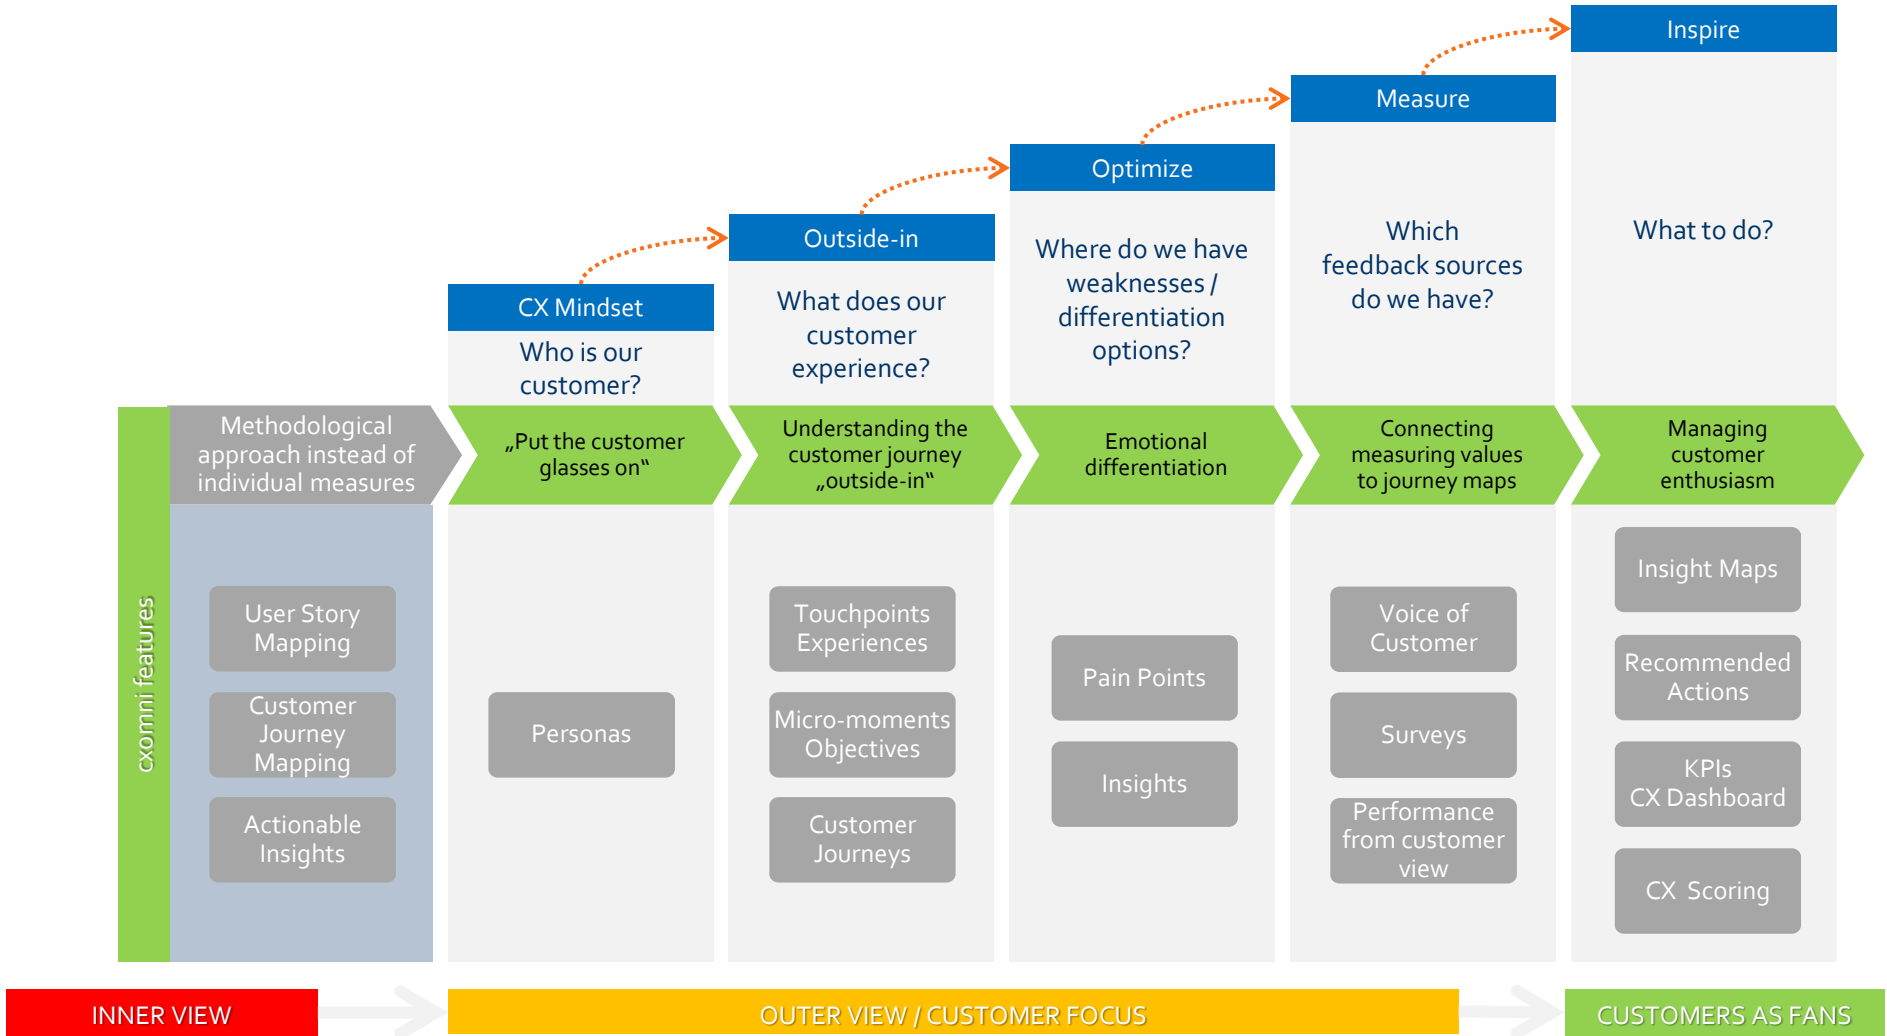 Inspire
What to do?
Measure
Which
feedback sources
do we have?
Optimize
Where do we have
weaknesses /
differentiation
options?
Outside-in
What does our
customer
experience?
CX Mindset
Who is our
customer?
Methodological
approach instead of
individual measures
„Put the customer
glasses on“
Understanding the
customer journey
„outside-in“
Emotional
differentiation
Connecting
measuring values
to journey maps
Managing
customer
enthusiasm
cxomni features
User Story
Mapping
Customer
Journey
Mapping
Actionable
Insights
Personas
Touchpoints
Experiences
Micro-moments
Objectives
Customer
Journeys
Pain Points
Insights
Voice of
Customer
Surveys
Performance
from customer
view
Insight Maps
Recommended
Actions
KPIs
CX Dashboard
CX Scoring
INNER VIEW
OUTER VIEW / CUSTOMER FOCUS
CUSTOMERS AS FANS